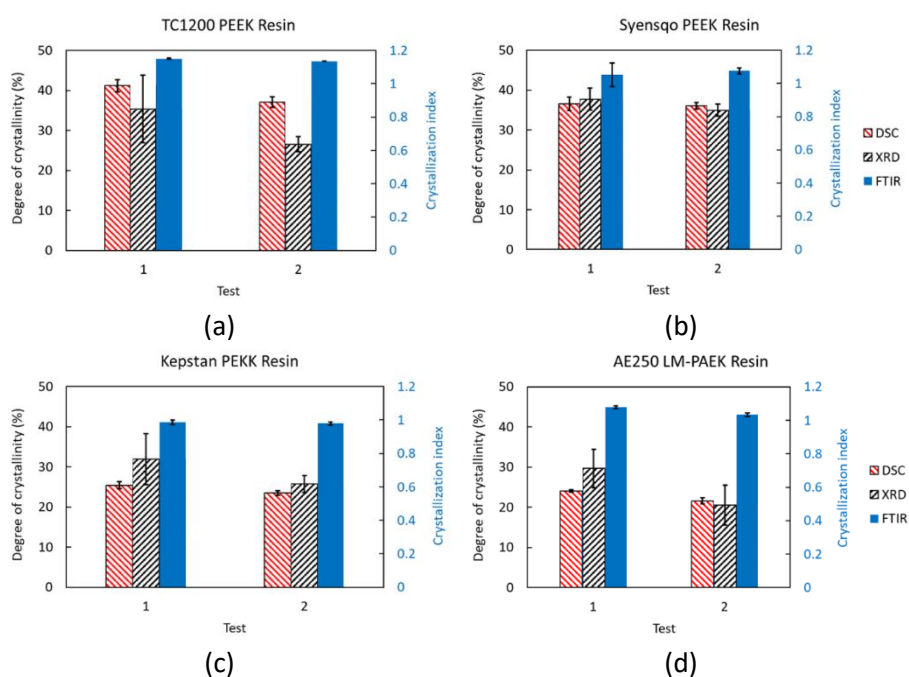 TC1200 PEEK Resin
Degree of crystallinity (%)
50
40
30
20
10
0
1.2
1
0.8
0.6
0.4
0.2
0
Crystallization index
1 2
Test
(a)
Syensqo PEEK Resin
Degree of crystallinity (%)
50
40
30
20
10
0
1.2
1
0.8
0.6
0.4
0.2
0
Crystallization index
1 2
Test
(b)
DSC
XRD
FTIR
Kepstan PEKK Resin
Degree of crystallinity (%)
50
40
30
20
10
0
1.2
1
0.8
0.6
0.4
0.2
0
Crystallization index
1 2
Test
(c)
AE250 LM-PAEK Resin
Degree of crystallinity (%)
50
40
30
20
10
0
1.2
1
0.8
0.6
0.4
0.2
0
Crystallization index
1 2
Test
(d)
DSC
XRD
FTIR